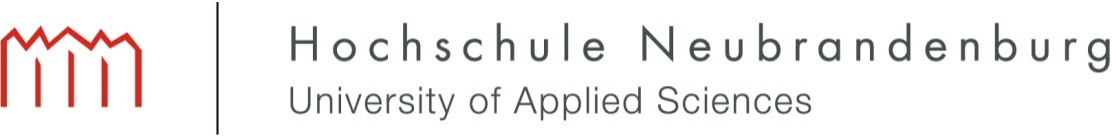 Hochschule Neubrandenburg
University of Applied Sciences